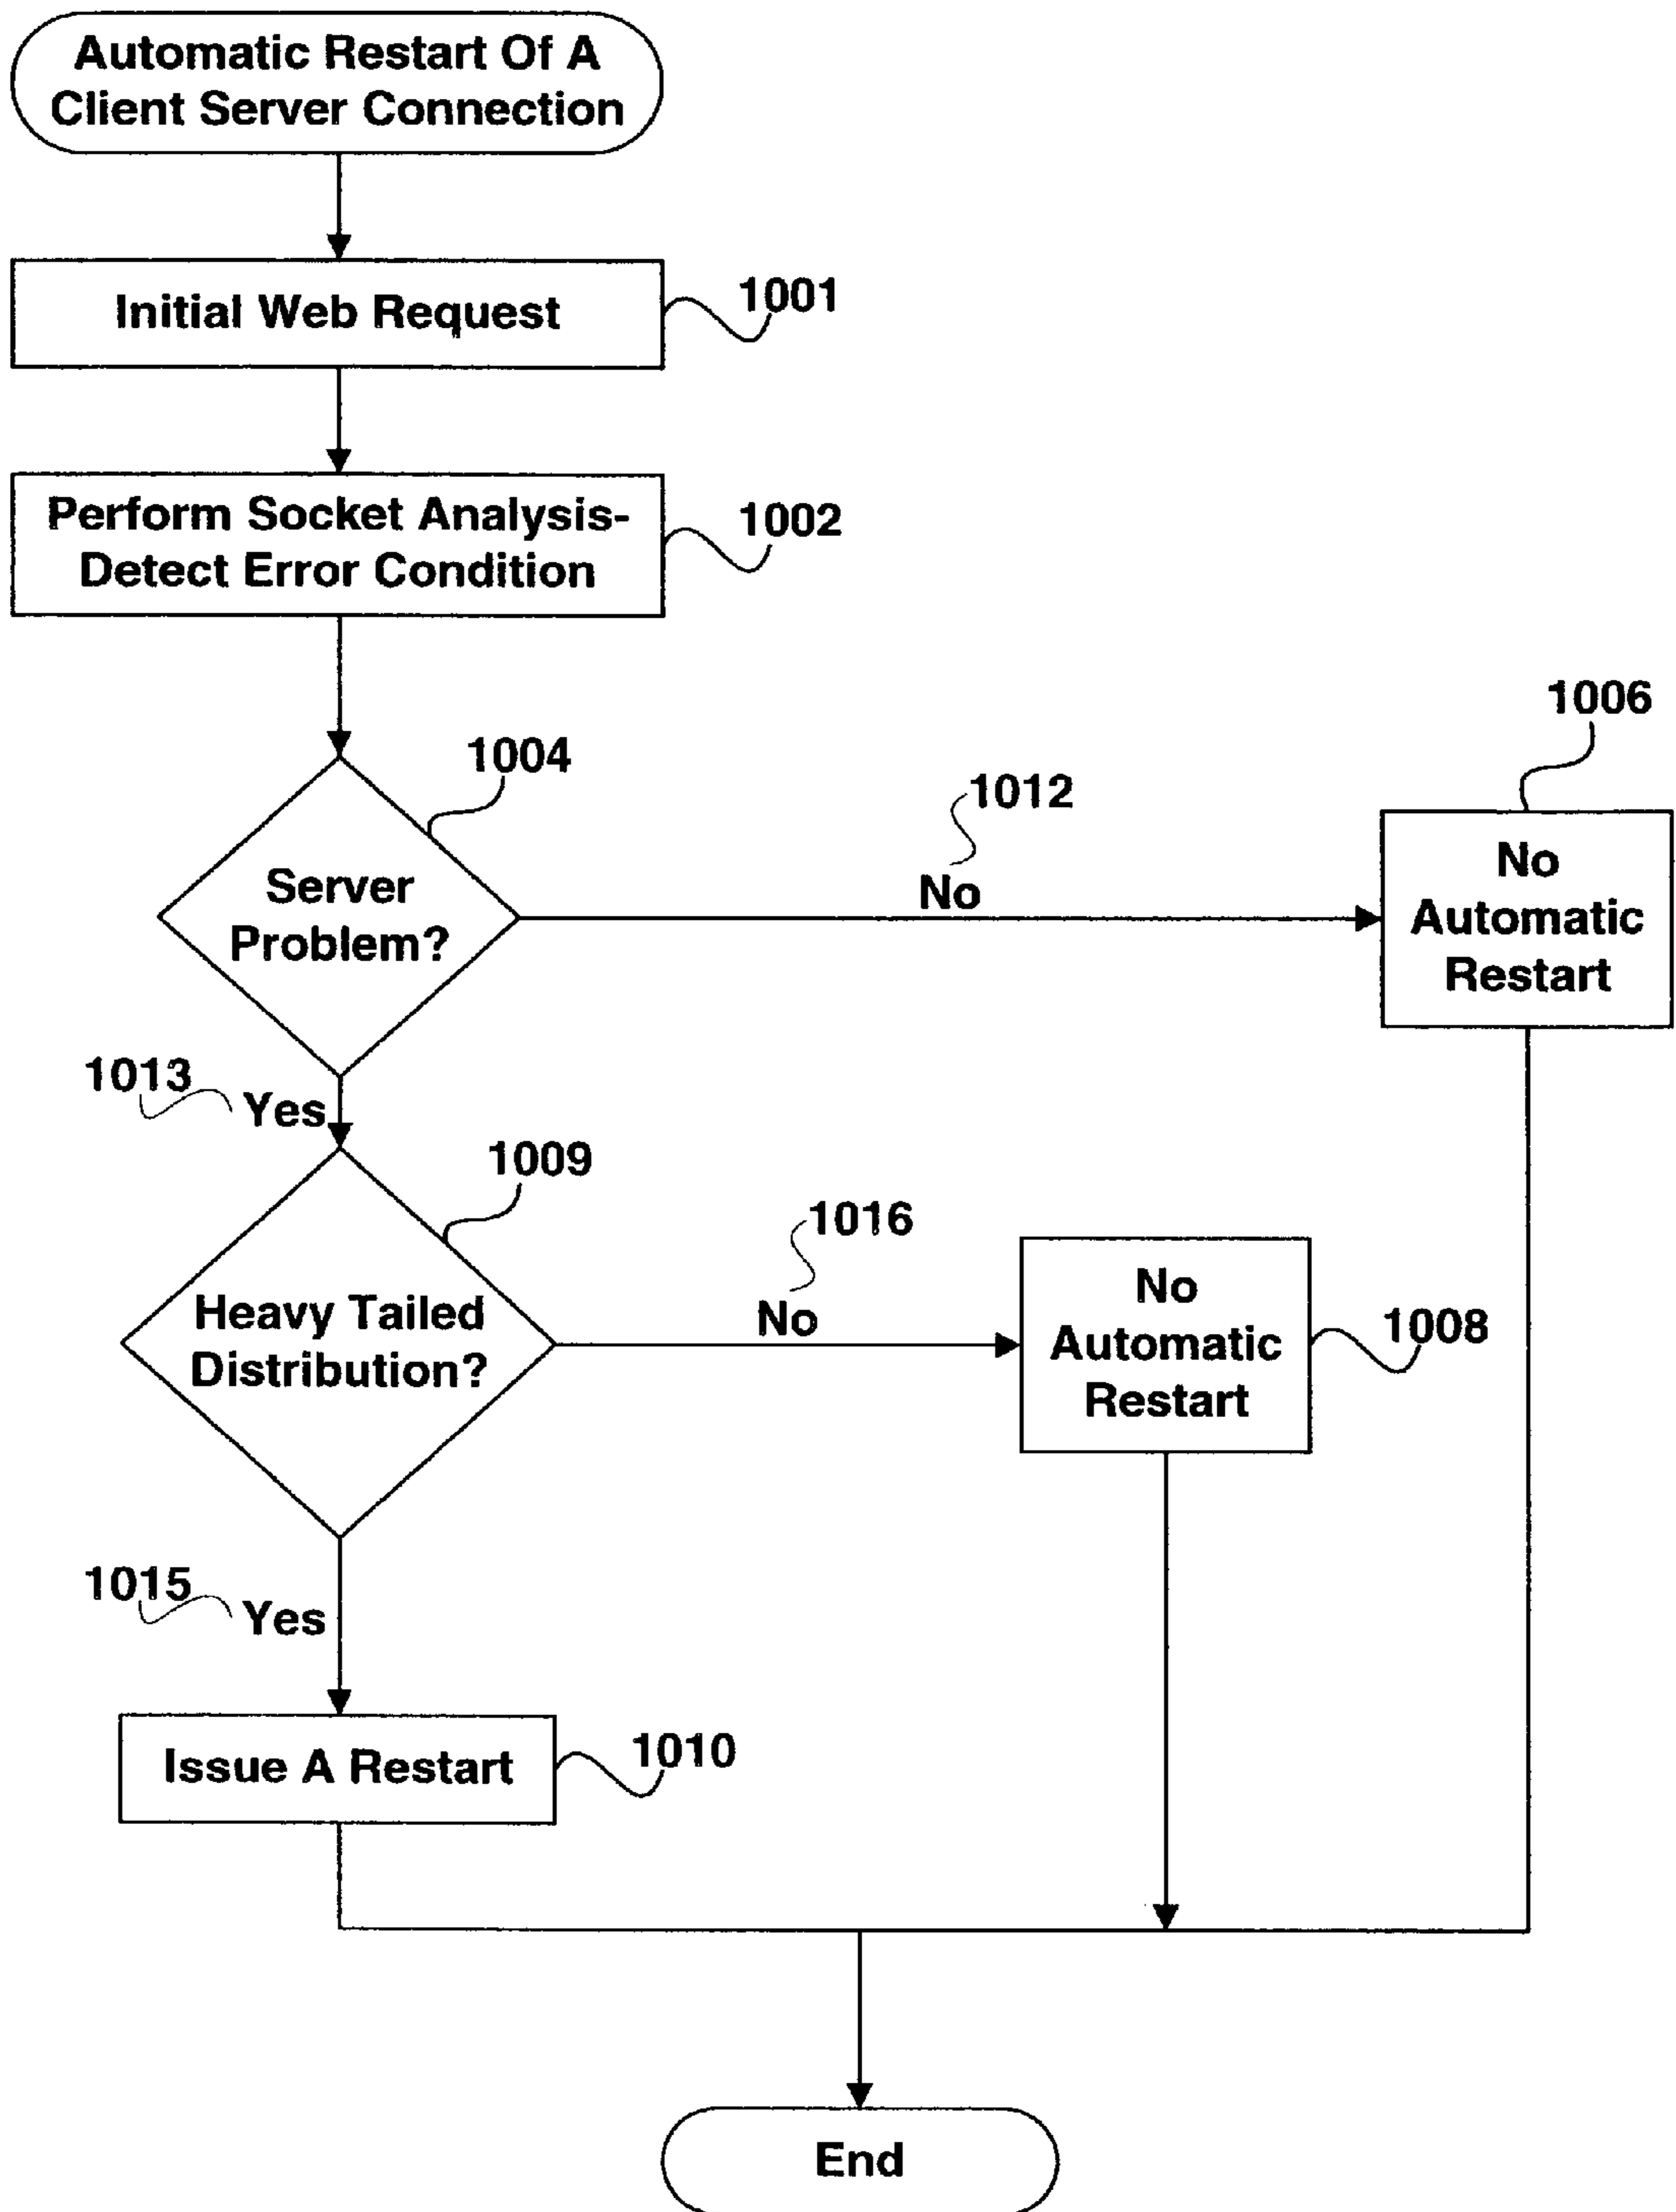 Automatic Restart Of A
Client Server Connection
Initial Web Request
1001
Perform Socket Analysis-
Detect Error Condition
1002
1004
Server
Problem?
1012
No
1006
No
Automatic
Restart
1013
Yes
1009
Heavy Tailed
Distribution?
1016
No
No
Automatic
Restart
1008
1015
Yes
Issue A Restart
1010
End